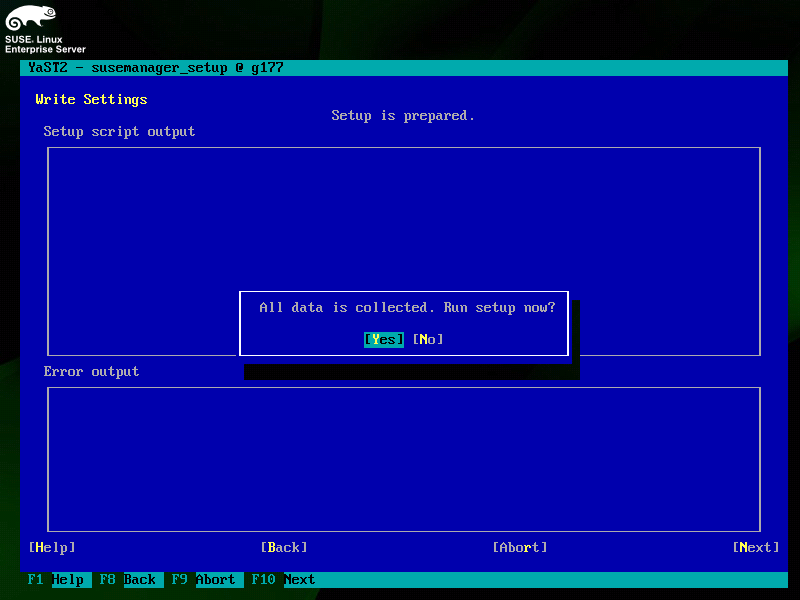 SUSE. Linux
Enterprise Server
YaST2 - susemanager_setup @ g177
Write Settings
Setup is prepared.
Setup script output
All data is collected. Run setup now?
[Yes] [No]
Error output
[Help] [Back] [Abort] [Next]
F1 Help F8 Back F9 Abort F10 Next